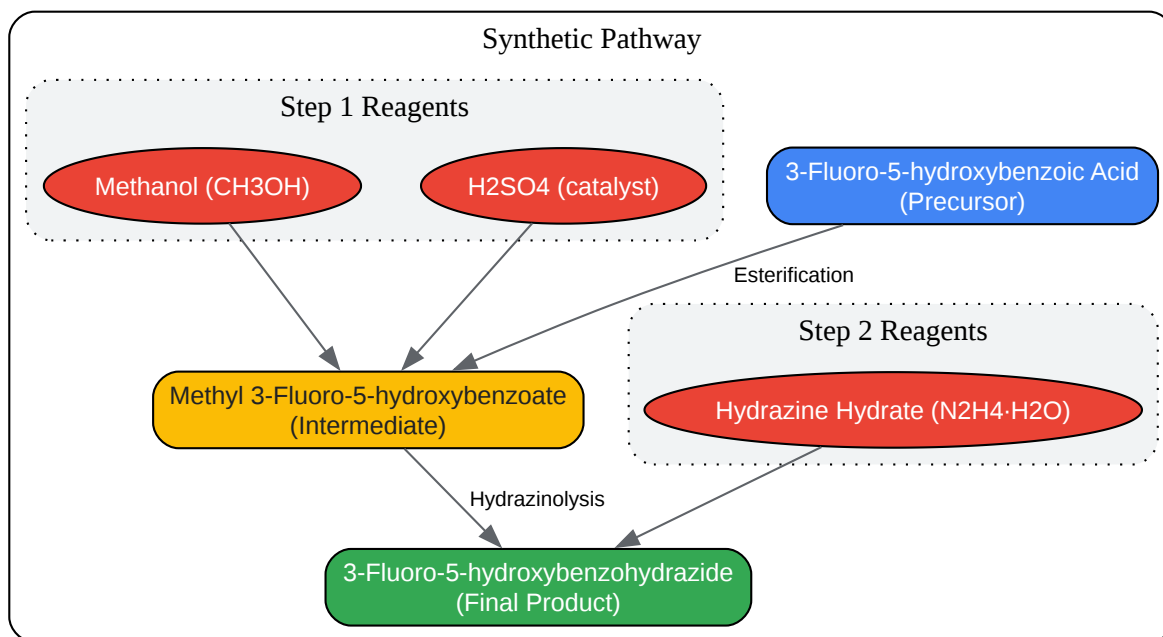 Synthetic Pathway
Step 1 Reagents
Methanol (CH3OH)
H2SO4 (catalyst)
3-Fluoro-5-hydroxybenzoic Acid
(Precursor)
Esterification
Step 2 Reagents
Methyl 3-Fluoro-5-hydroxybenzoate
(Intermediate)
Hydrazine Hydrate (N2H4·H2O)
Hydrazinolysis
3-Fluoro-5-hydroxybenzohydrazide
(Final Product)